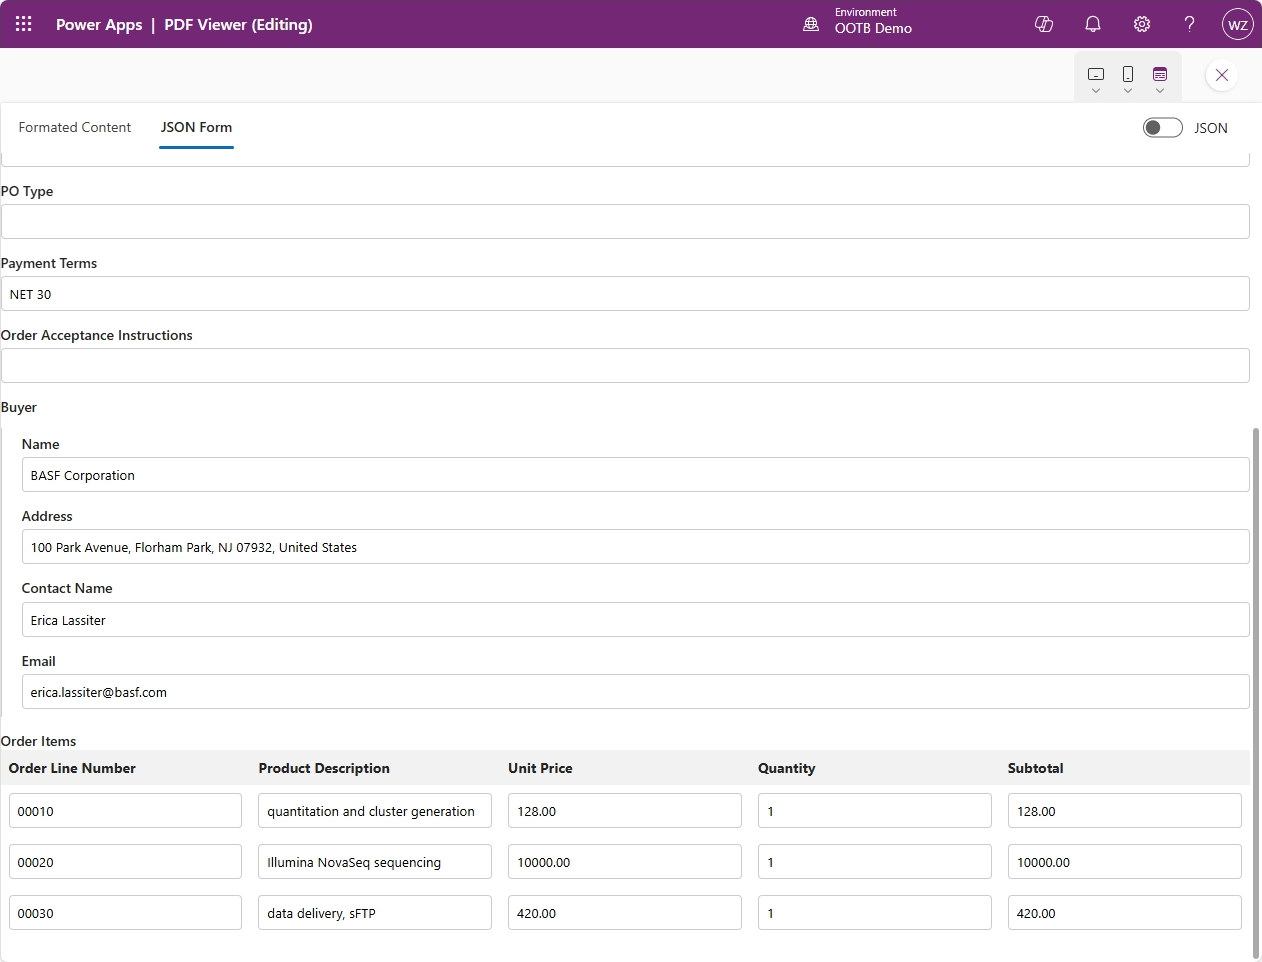 Power Apps | PDF Viewer (Editing)
Environment
OOTB Demo
?
WZ
Formated Content
JSON Form
JSON
PO Type
Payment Terms
NET 30
Order Acceptance Instructions
Buyer
Name
BASF Corporation
Address
100 Park Avenue, Florham Park, NJ 07932, United States
Contact Name
Erica Lassiter
Email
erica.lassiter@basf.com
Order Items
Order Line Number Product Description Unit Price Quantity Subtotal
00010 quantitation and cluster generation 128.00 1 128.00
00020 Illumina NovaSeq sequencing 10000.00 1 10000.00
00030 data delivery, sFTP 420.00 1 420.00